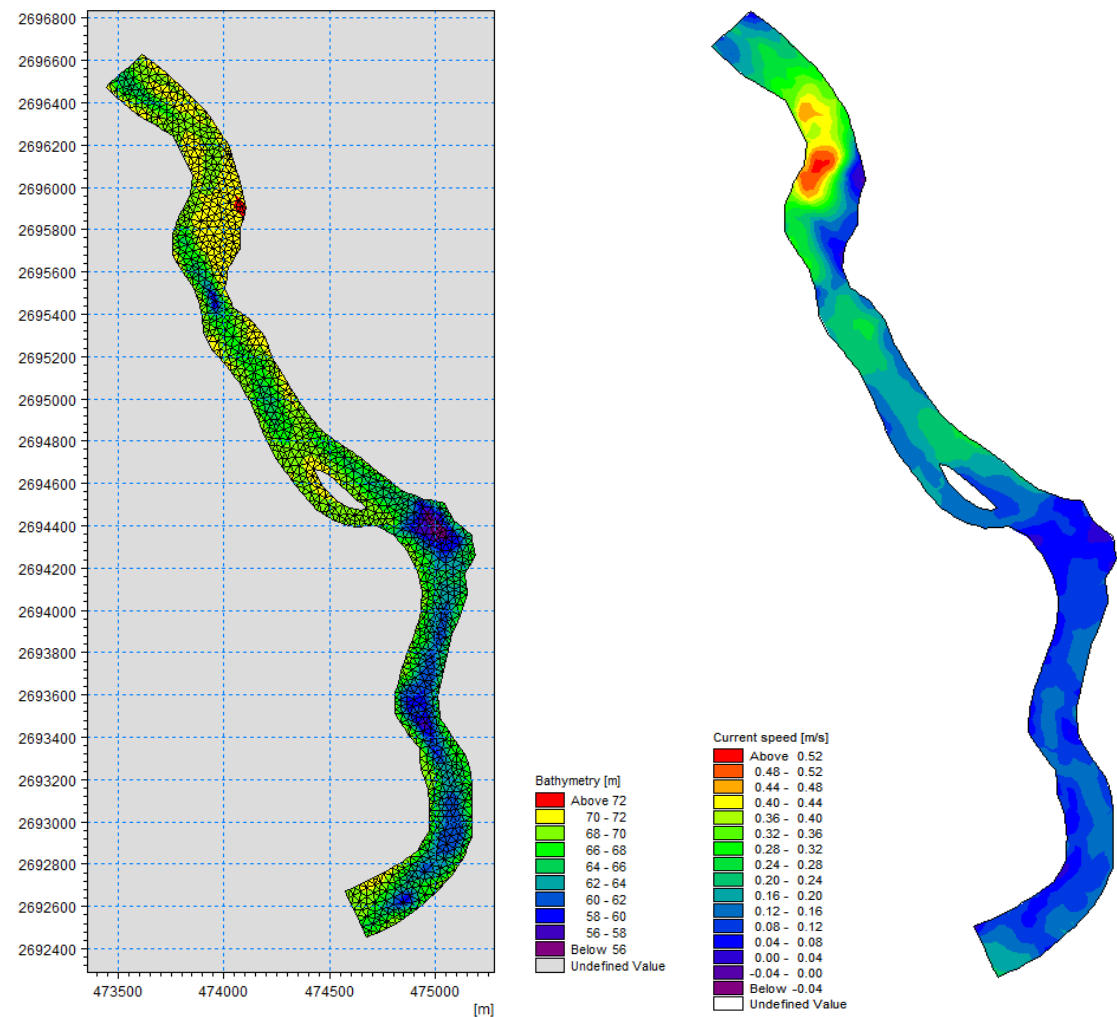 2696800
2696600
2696400
2696200
2696000
2695800
2695600
2695400
2695200
2695000
2694800
2694600
2694400
2694200
2694000
2693800
2693600
2693400
2693200
2693000
2692800
2692600
2692400
473500 474000 474500 475000
[m]
Bathymetry [m]
Above 72
70 - 72
68 - 70
66 - 68
64 - 66
62 - 64
60 - 62
58 - 60
56 - 58
Below 56
Undefined Value
Current speed [m/s]
Above 0.52
0.48 - 0.52
0.44 - 0.48
0.40 - 0.44
0.36 - 0.40
0.32 - 0.36
0.28 - 0.32
0.24 - 0.28
0.20 - 0.24
0.16 - 0.20
0.12 - 0.16
0.08 - 0.12
0.04 - 0.08
0.00 - 0.04
-0.04 - 0.00
Below -0.04
Undefined Value